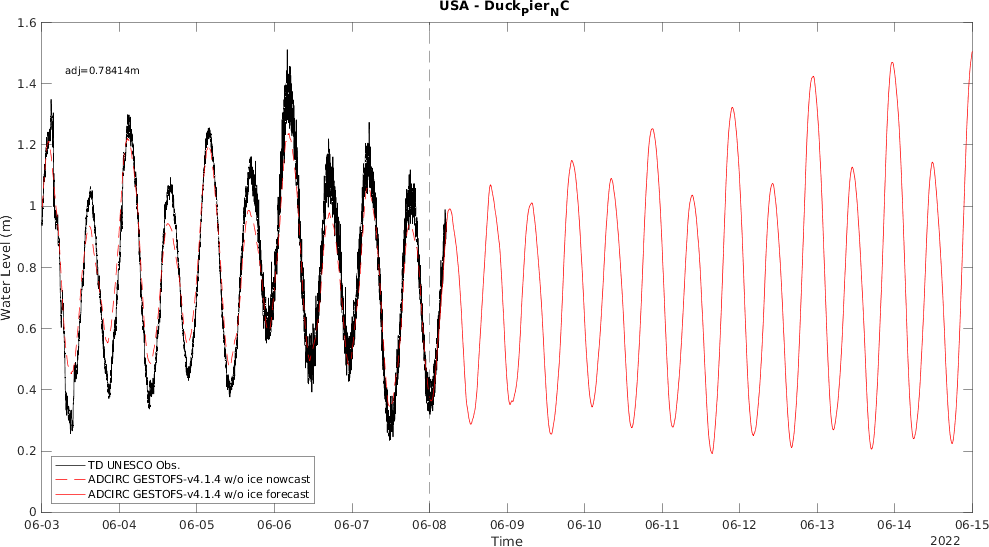 USA - DuckPierNC
adj=0.78414m
Water Level (m)
1.6
1.4
1.2
1
0.8
0.6
0.4
0.2
0
TD UNESCO Obs.
ADCIRC GESTOFS-v4.1.4 w/o ice nowcast
ADCIRC GESTOFS-v4.1.4 w/o ice forecast
06-03 06-04 06-05 06-06 06-07 06-08 06-09 06-10 06-11 06-12 06-13 06-14 06-15
Time
2022